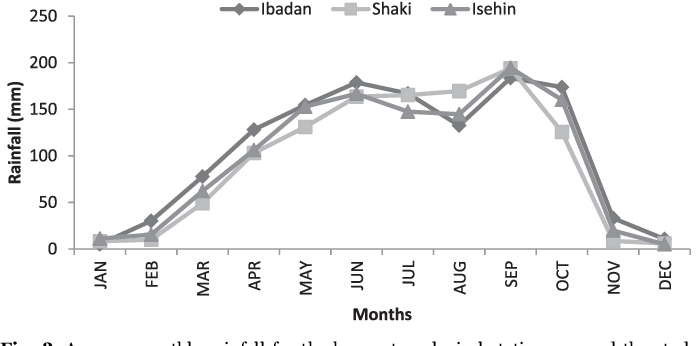 Ibadan Shaki Isehin
250
200
150
100
50
0
Rainfall (mm)
JAN FEB MAR APR MAY JUN JUL AUG SEP OCT NOV DEC
Months